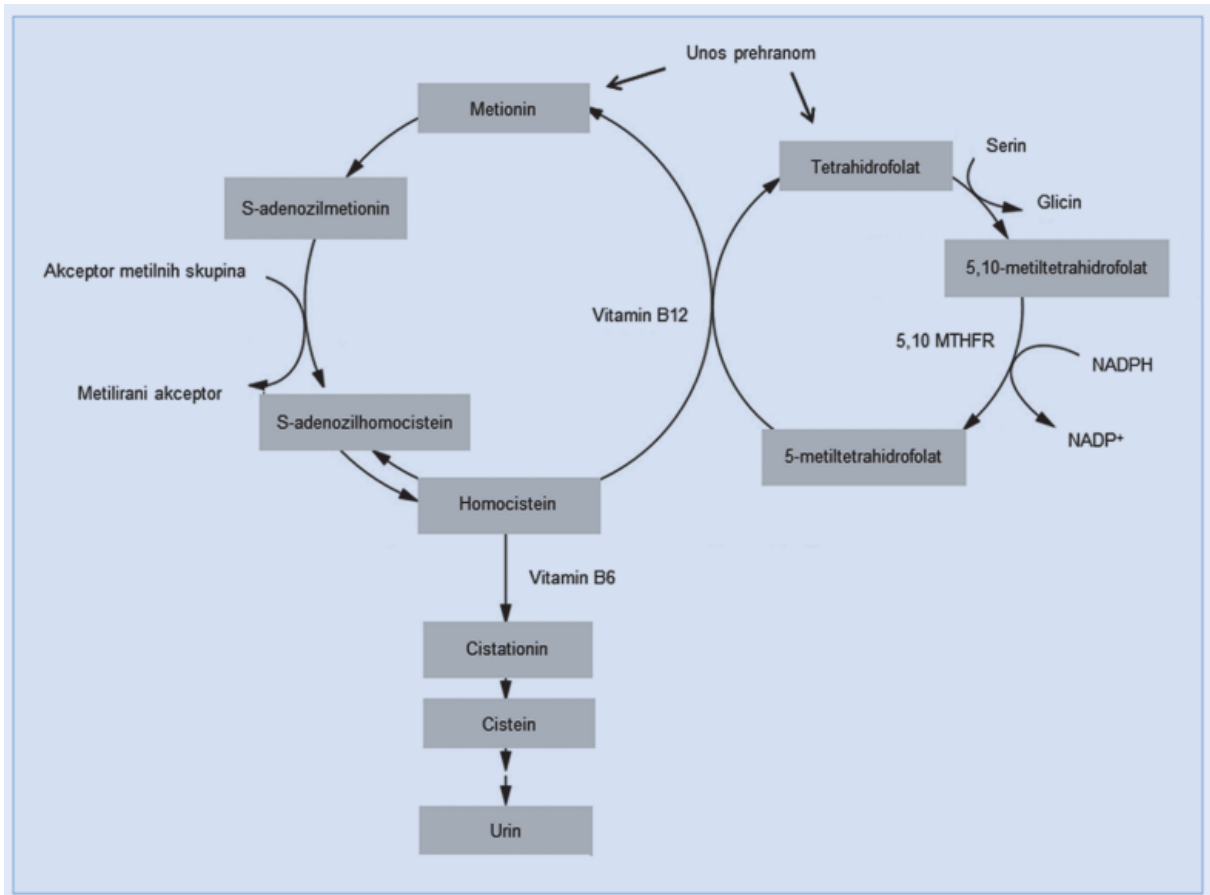 Unos prehranom
Metionin
Tetrahidrofolat
Serin
Glicin
S-adenozilmetionin
5,10-metiltetrahidrofolat
Akceptor metilnih skupina
Vitamin B12
5,10 MTHFR
NADPH
Metilirani akceptor
S-adenozilhomocistein
NADP+
5-metiltetrahidrofolat
Homocistein
Vitamin B6
Cistationin
Cistein
Urin